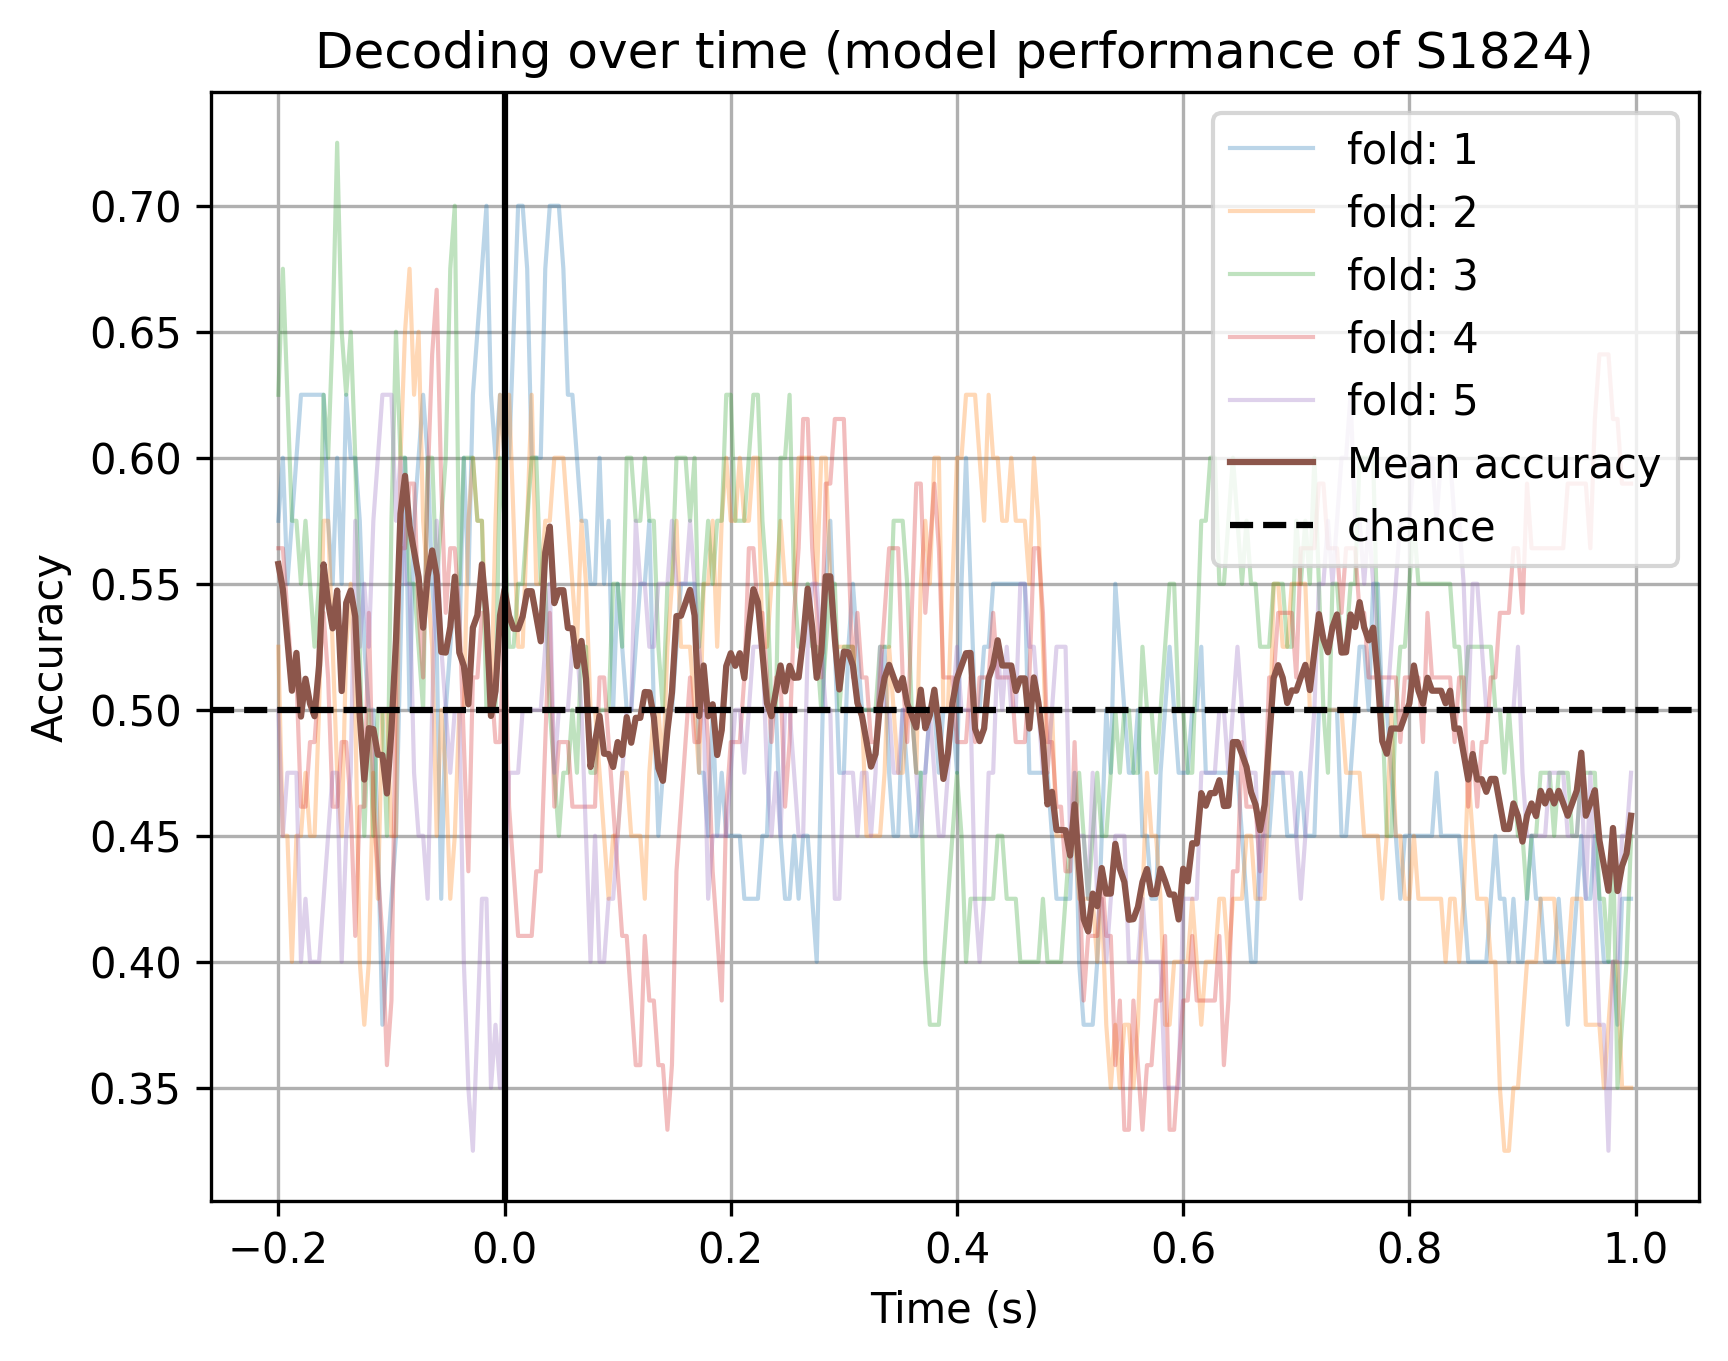 Decoding over time (model performance of S1824)
fold: 1
fold: 2
fold: 3
fold: 4
fold: 5
Mean accuracy
chance
Accuracy
0.70
0.65
0.60
0.55
0.50
0.45
0.40
0.35
−0.2
0.0
0.2
0.4
0.6
0.8
1.0
Time (s)